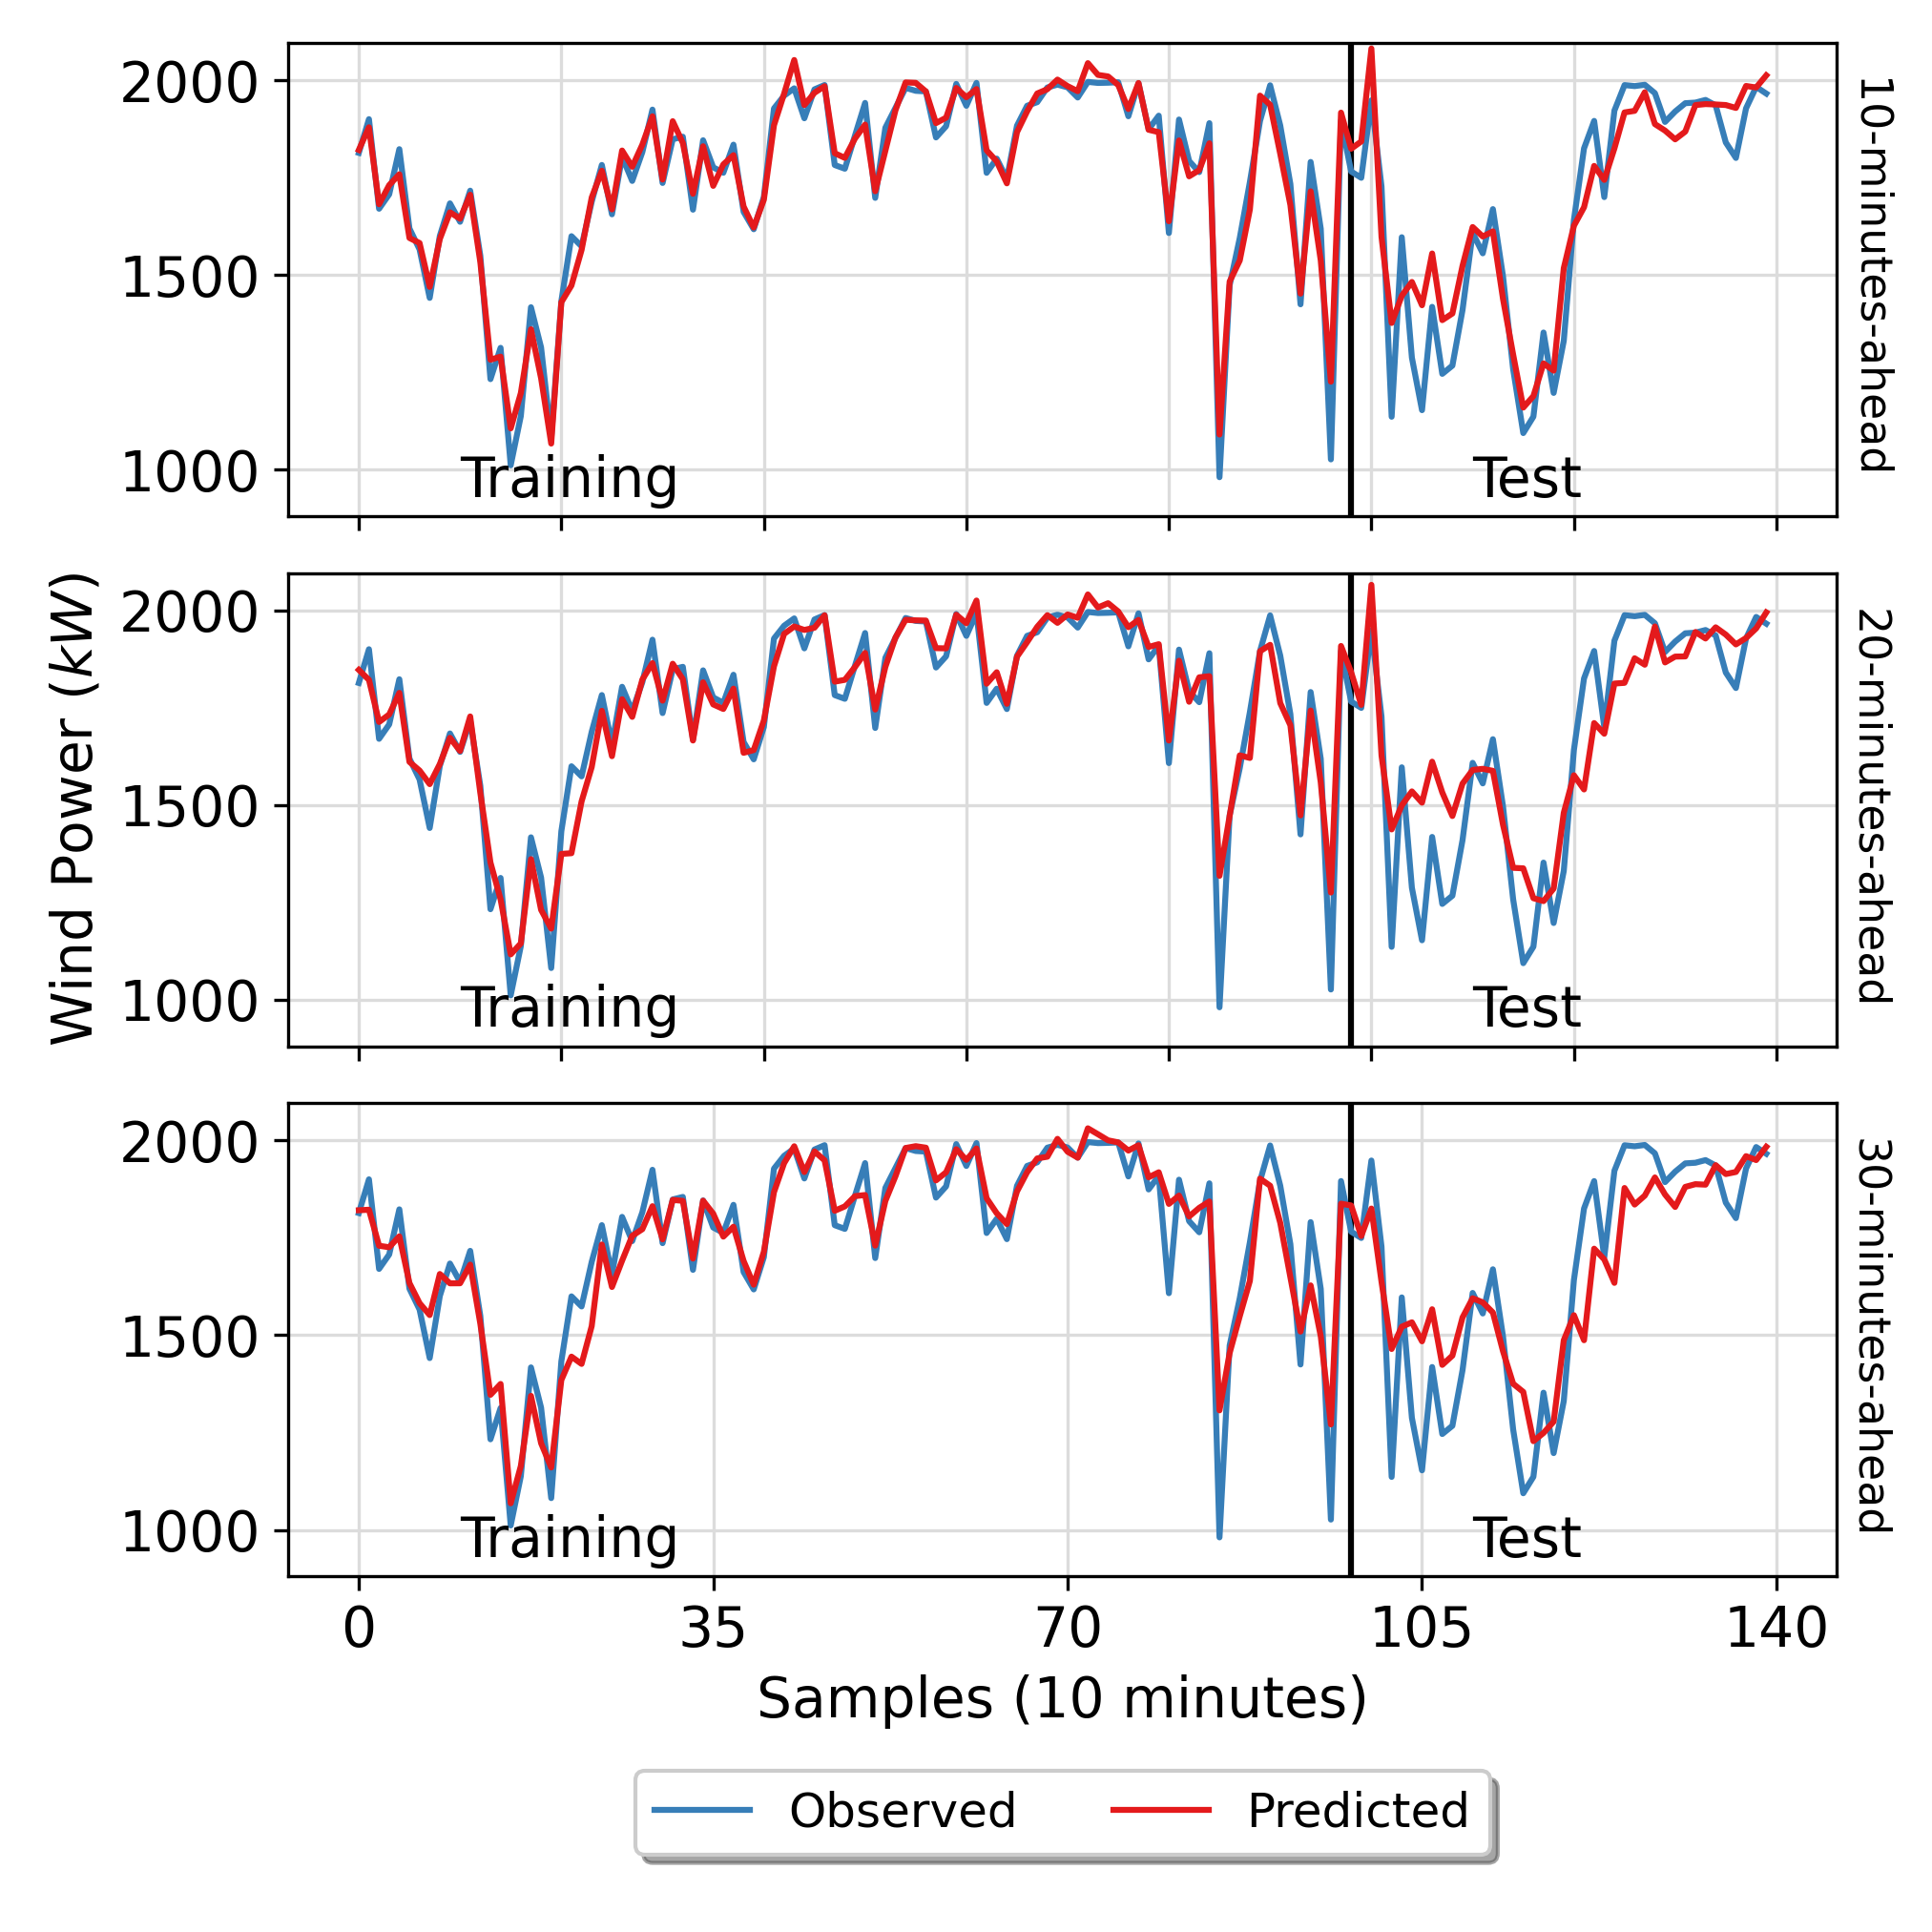 2000
1500
1000
Training
Test
10-minutes-ahead
Wind Power (kW)
2000
1500
1000
Training
Test
20-minutes-ahead
2000
1500
1000
Training
Test
30-minutes-ahead
0 35 70 105 140
Samples (10 minutes)
Observed Predicted